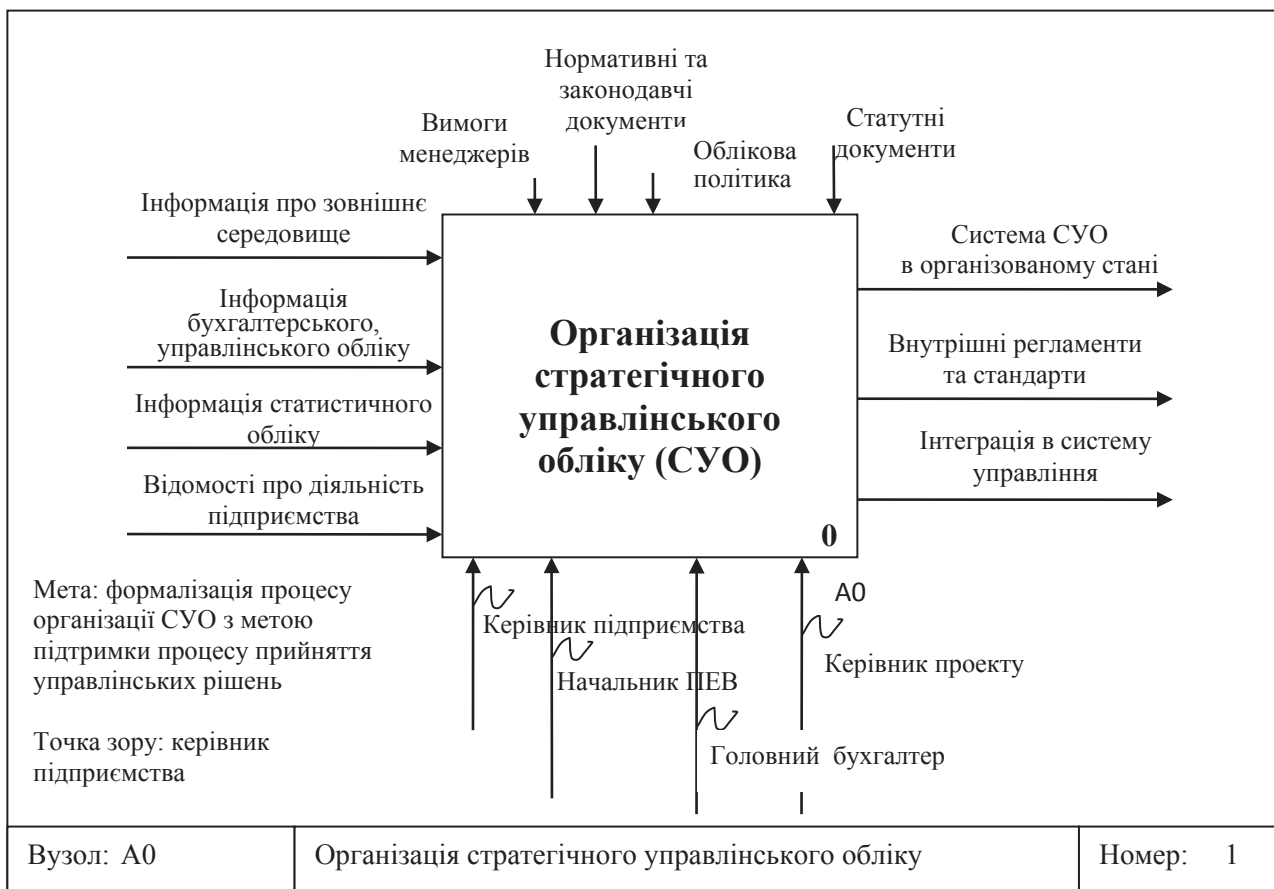 Нормативні та
законодавчі
документи
Вимоги
менеджерів
Облікова
політика
Статутні
документи
Інформація про зовнішнє
середовище
Інформація
бухгалтерського,
управлінського обліку
Інформація статистичного
обліку
Відомості про діяльність
підприємства
Організація
стратегічного
управлінського
обліку (СУО)
0
Система СУО
в організованому стані
Внутрішні регламенти
та стандарти
Інтеграція в систему
управління
Мета: формалізація процесу
організації СУО з метою
підтримки процесу прийняття
управлінських рішень
Точка зору: керівник
підприємства
Керівник підприємства
Начальник ПЕВ
Головний бухгалтер
A0
Керівник проекту
Вузол: А0
Організація стратегічного управлінського обліку
Номер: 1